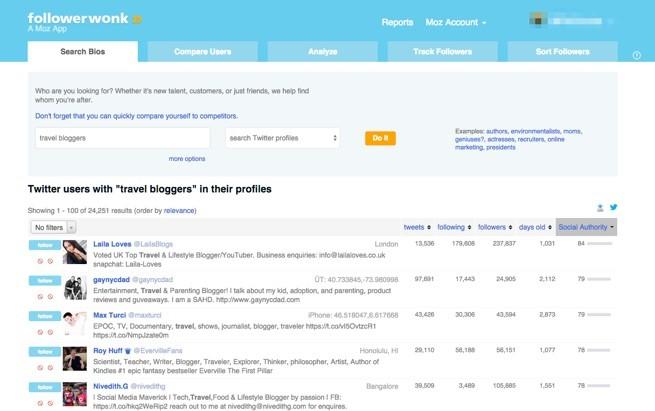 followerwonk
A Moz App
Reports Moz Account
Search Bios Compare Users Analyze Track Followers Sort Followers
Who are you looking for? Whether it's new talent, customers, or just friends, we help find
whom you're after.
Don't forget that you can quickly compare yourself to competitors.
travel bloggers search Twitter profiles Do it
Examples: authors, environmentalists, moms,
geniuses?, actresses, recruiters, online
marketing, presidents
more options
Twitter users with "travel bloggers" in their profiles
Showing 1 - 100 of 24,251 results (order by relevance)
No filters tweets following followers days old Social Authority
follow Laila Loves @LailaBlogs London 13,536 179,608 237,837 1,031 84
Voted UK Top Travel & Lifestyle Blogger/YouTuber. Business enquiries: info@lailaloves.co.uk
snapchat: Laila-Loves
follow gaynycdad @gaynycdad ÜT: 40.733845,-73.980998 97,691 17,443 24,905 2,112 79
Entertainment, Travel & Parenting Blogger! I talk about my kid, adoption, and parenting, product
reviews and guveaways. I am a SAHD. http://www.gaynycdad.com
follow Max Turci @maxturci iPhone: 46.518047,6.617668 43,426 30,306 43,594 2,873 79
EPOC, TV, Documentary, travel, shows, journalist, blogger, traveler https://t.co/vl5OvtzcR1
https://t.co/NmpJzaIe0m
follow Roy Huff @EvervilleFans Honolulu, HI 29,110 56,188 56,151 1,077 78
Scientist, Teacher, Writer, Blogger, Traveler, Explorer, Thinker, philosopher, Artist, Author of
Kindles #1 epic fantasy bestseller Everville The First Pillar
follow Nivedith.G @nivedithg Bangalore 39,509 3,489 105,885 1,551 78
I Social Media Maverick I Tech,Travel,Food & Lifestyle Blogger by passion I FB:
https://t.co/hkq2WeRip2 reach out to me at nivedith@nivedithg.com for enquires.